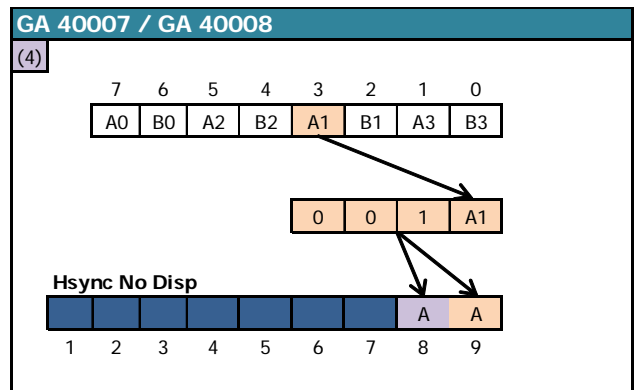 GA 40007 / GA 40008
(4)
7 6 5 4 3 2 1 0
A0 B0 A2 B2 A1 B1 A3 B3
0 0 1 A1
Hsync No Disp
A A
1 2 3 4 5 6 7 8 9